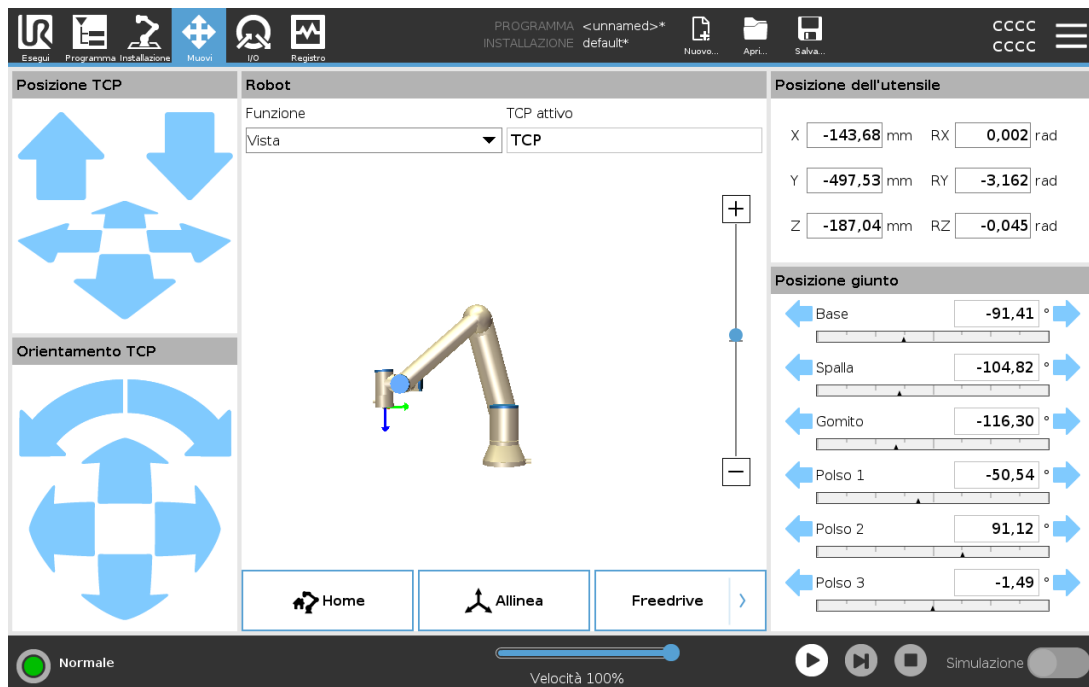 UR
PROGRAMMA <unnamed>*
INSTALLAZIONE default*
CCCC
CCCC
Esegui Programma Installazione Muovi I/O Registro Nuovo... Apri... Salva...
Posizione TCP
Robot
Posizione dell'utensile
Funzione TCP attivo
Vista TCP
X -143,68 mm RX 0,002 rad
Y -497,53 mm RY -3,162 rad
Z -187,04 mm RZ -0,045 rad
+
−
Posizione giunto
Base -91,41 °
Spalla -104,82 °
Gomito -116,30 °
Polso 1 -50,54 °
Polso 2 91,12 °
Polso 3 -1,49 °
Orientamento TCP
Home Allinea Freedrive
Normale
Velocità 100%
Simulazione